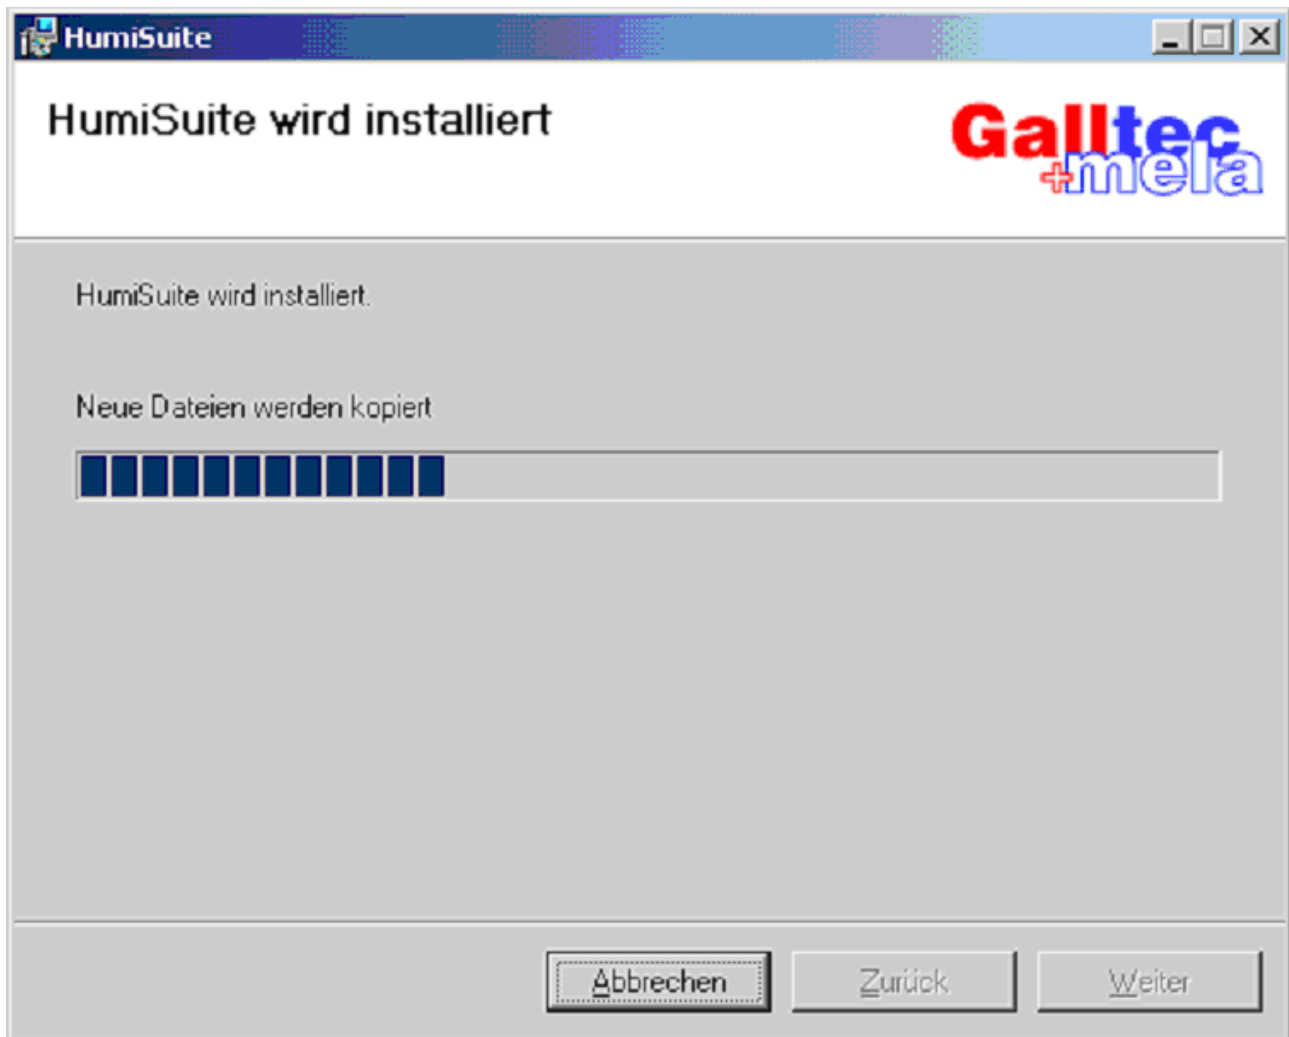 HumiSuite
HumiSuite wird installiert
Galltec
+mela
HumiSuite wird installiert.
Neue Dateien werden kopiert
Abbrechen
Zurück
Weiter